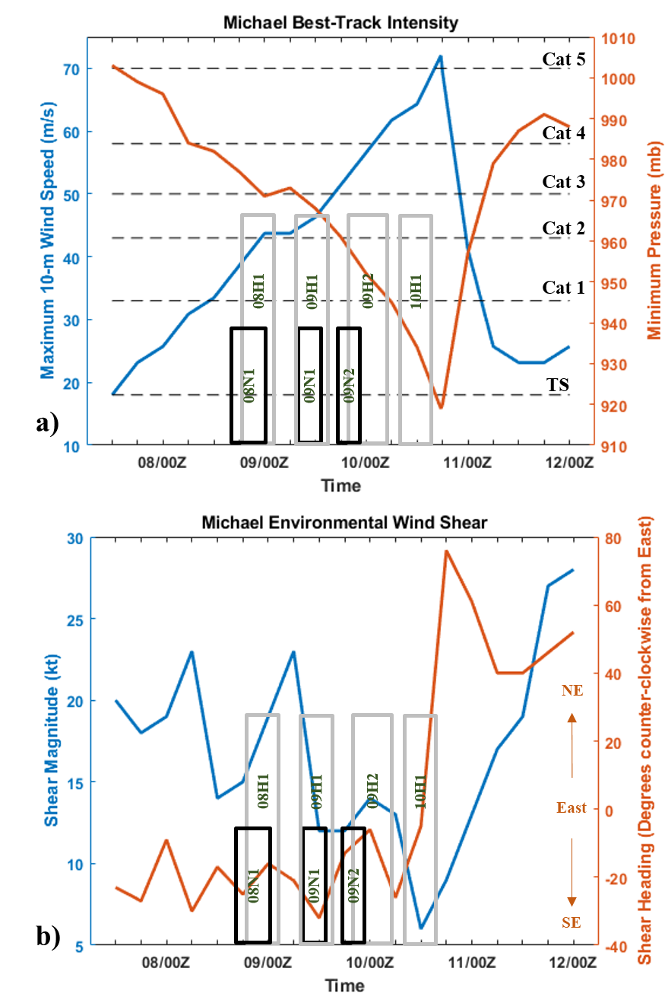 Michael Best-Track Intensity
Maximum 10-m Wind Speed (m/s)
70
60
50
40
30
20
10
1010
1000
990
980
970
960
950
940
930
920
910
Minimum Pressure (mb)
Cat 5
Cat 4
Cat 3
Cat 2
Cat 1
TS
08H1
09H1
09H2
10H1
08N1
09N1
09N2
a)
08/00Z 09/00Z 10/00Z 11/00Z 12/00Z
Time
Michael Environmental Wind Shear
Shear Magnitude (kt)
30
25
20
15
10
5
80
60
40
20
0
-20
-40
Shear Heading (Degrees counter-clockwise from East)
NE
East
SE
08H1
09H1
09H2
10H1
08N1
09N1
09N2
b)
08/00Z 09/00Z 10/00Z 11/00Z 12/00Z
Time